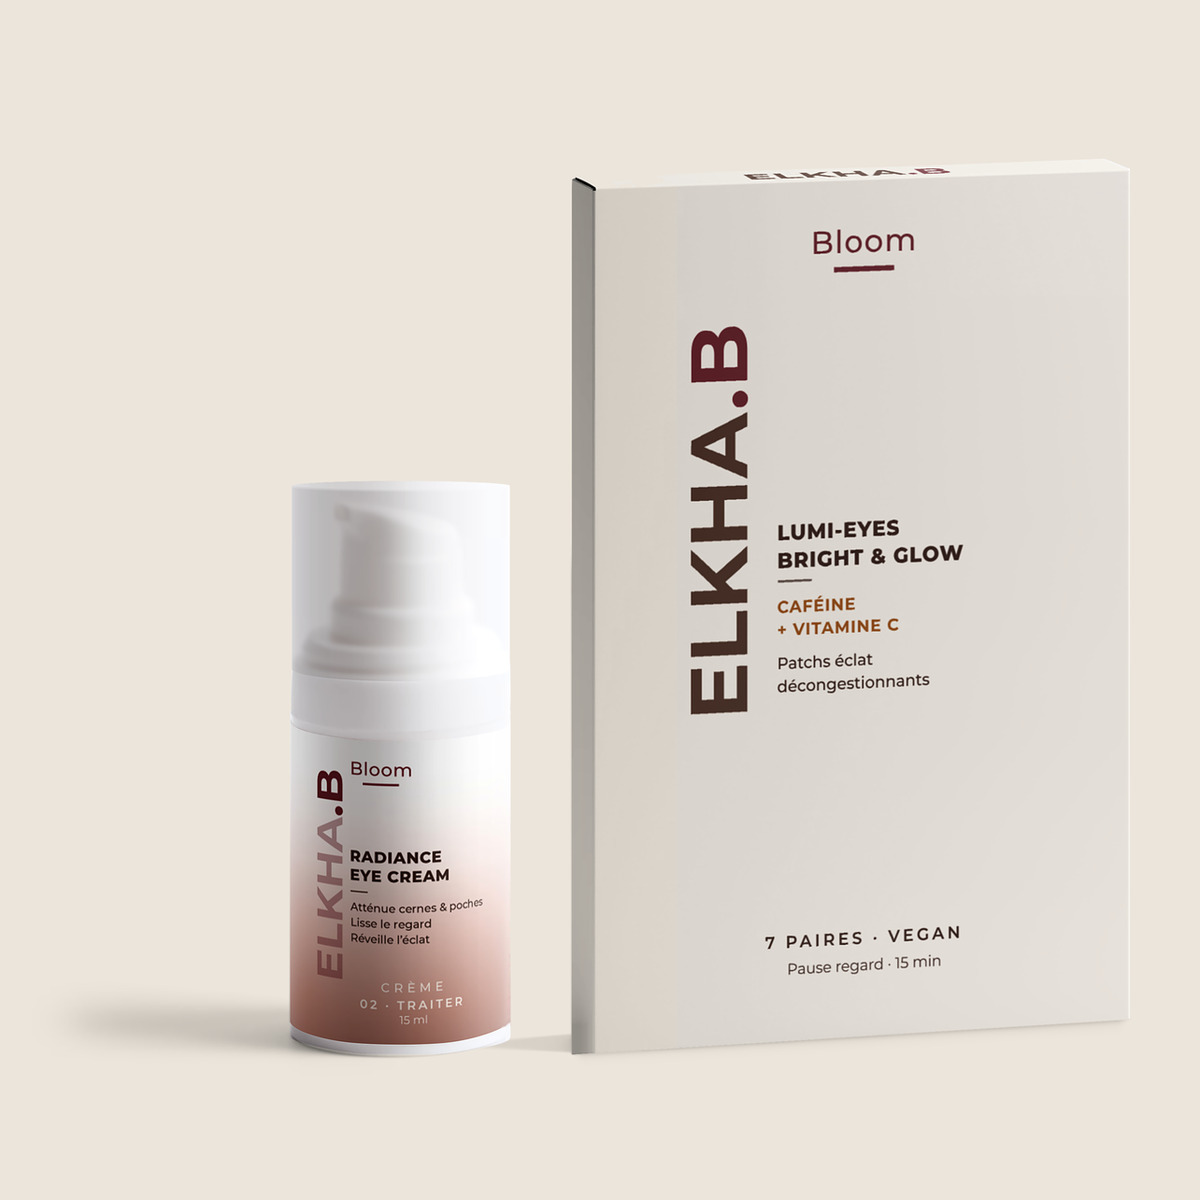 ELKHA.B
Bloom
ELKHA.B
LUMI-EYES
BRIGHT & GLOW
CAFÉINE
+ VITAMINE C
Patchs éclat
décongestionnants
7 PAIRES · VEGAN
Pause regard · 15 min
Bloom
ELKHA.B
RADIANCE
EYE CREAM
Atténue cernes & poches
Lisse le regard
Réveille l'éclat
CRÈME
02 · TRAITER
15 ml